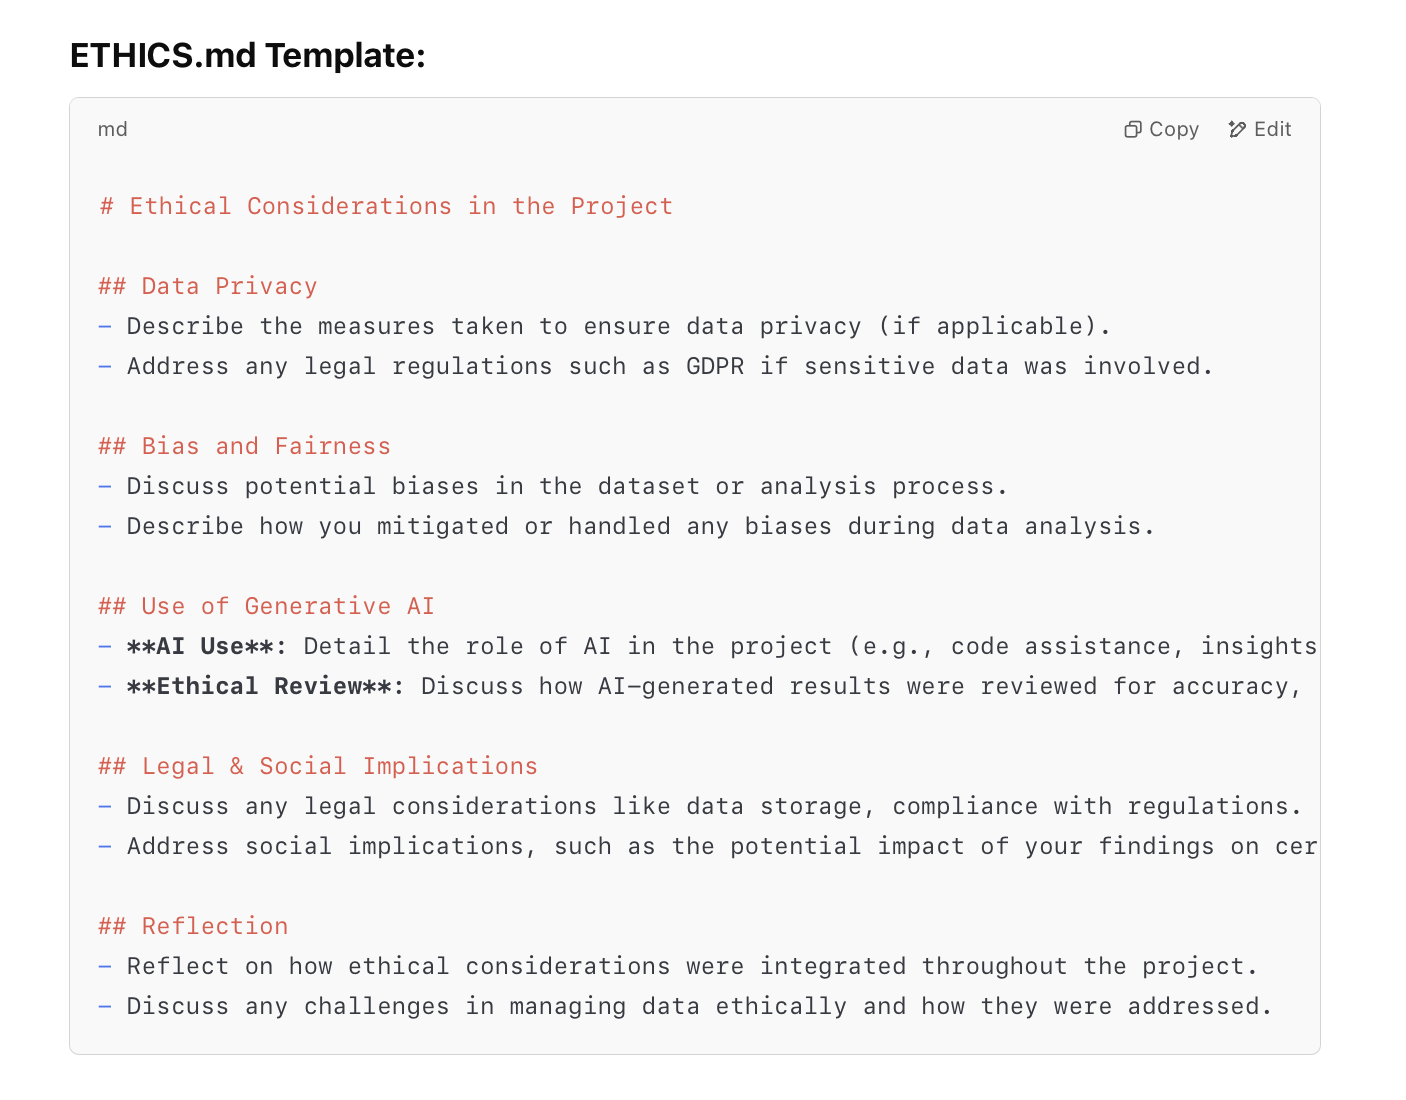 ETHICS.md Template:
md
Copy
Edit
# Ethical Considerations in the Project
## Data Privacy
- Describe the measures taken to ensure data privacy (if applicable).
- Address any legal regulations such as GDPR if sensitive data was involved.
## Bias and Fairness
- Discuss potential biases in the dataset or analysis process.
- Describe how you mitigated or handled any biases during data analysis.
## Use of Generative AI
- **AI Use**: Detail the role of AI in the project (e.g., code assistance, insights
- **Ethical Review**: Discuss how AI-generated results were reviewed for accuracy,
## Legal & Social Implications
- Discuss any legal considerations like data storage, compliance with regulations.
- Address social implications, such as the potential impact of your findings on cer
## Reflection
- Reflect on how ethical considerations were integrated throughout the project.
- Discuss any challenges in managing data ethically and how they were addressed.